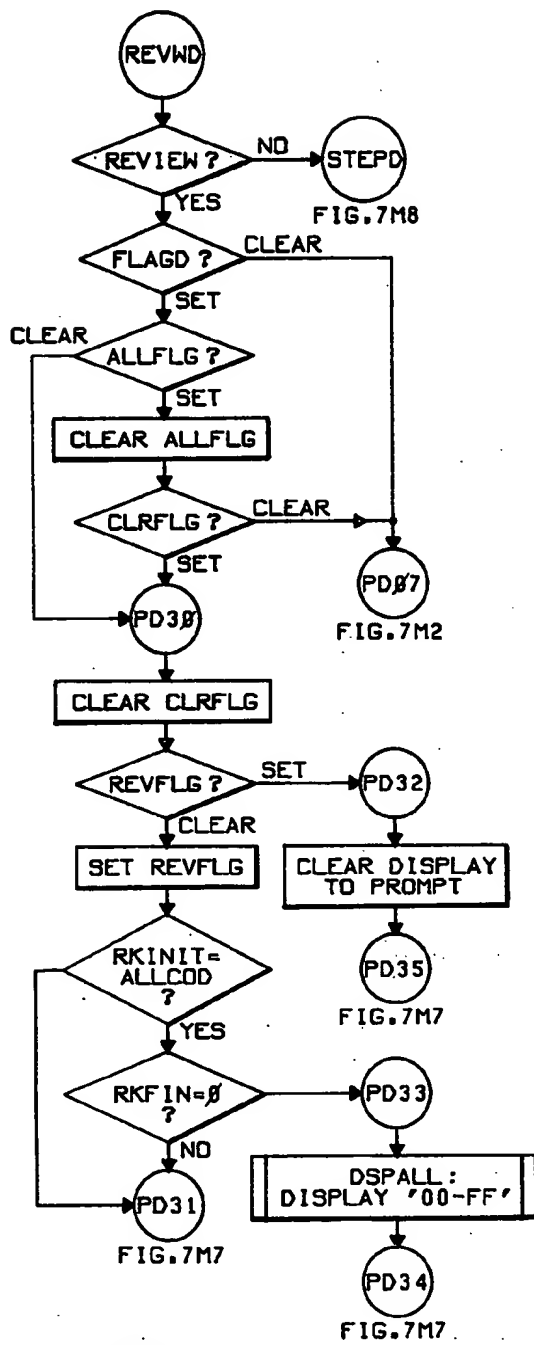 REVWD
REVIEW ?
NO
STEPD
FIG.7M8
YES
FLAGD ?
CLEAR
SET
CLEAR
ALLFLG ?
SET
CLEAR ALLFLG
CLRFLG ?
CLEAR
SET
PD30
PD07
FIG.7M2
CLEAR CLRFLG
REVFLG ?
SET
PD32
CLEAR
SET REVFLG
CLEAR DISPLAY
TO PROMPT
RKINIT=
ALLCOD
?
PD35
FIG.7M7
YES
RKFIN=0
?
PD33
NO
PD31
FIG.7M7
DSPALL:
DISPLAY '00-FF'
PD34
FIG.7M7